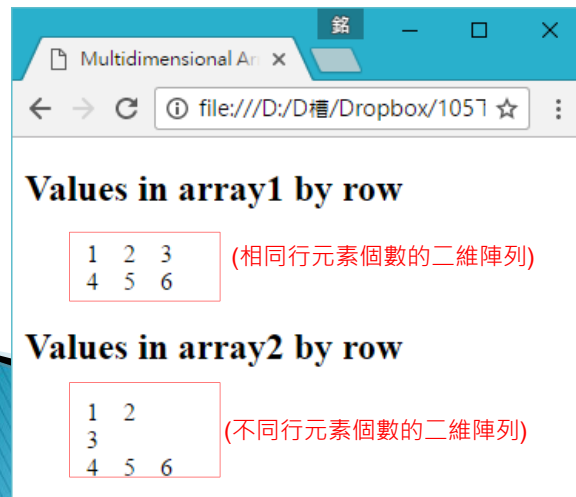 銘
Multidimensional Ar
file:///D:/D槽/Dropbox/105
Values in array1 by row
1 2 3 (相同行元素個數的二維陣列)
4 5 6
Values in array2 by row
1 2
3 (不同行元素個數的二維陣列)
4 5 6